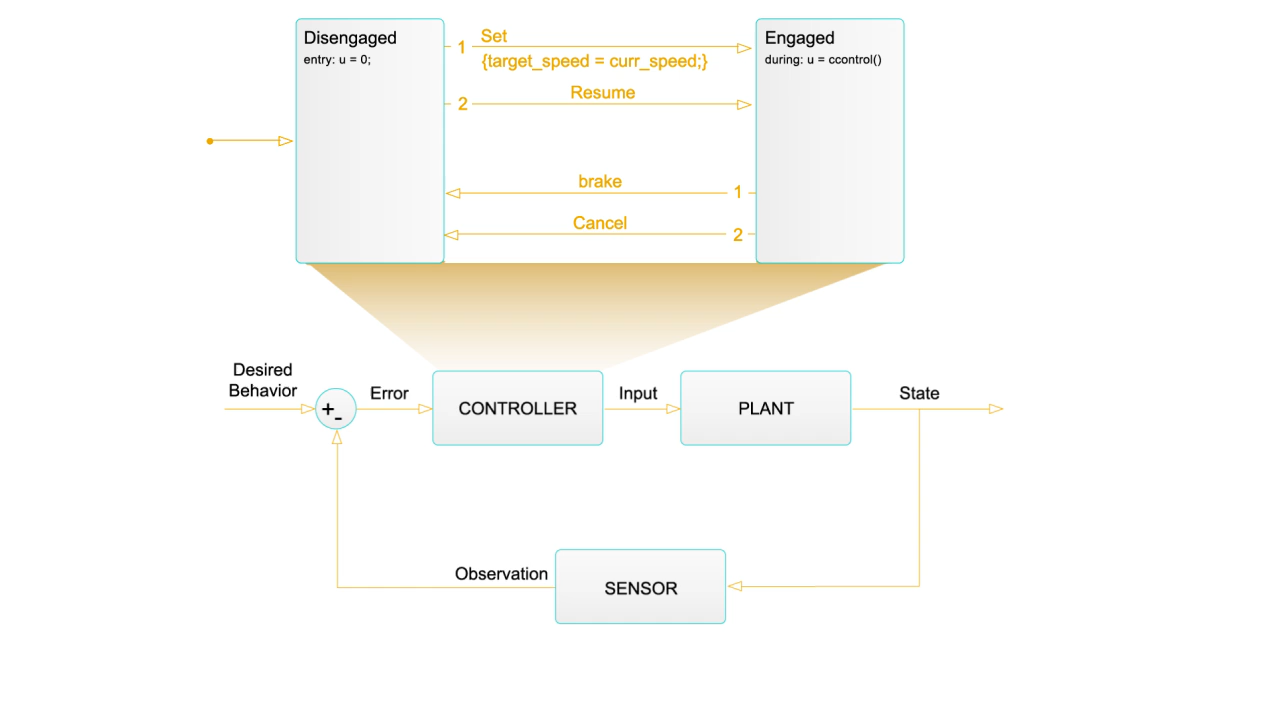 Disengaged
entry: u = 0;
1 Set
{target_speed = curr_speed;}
2 Resume
brake 1
Cancel 2
Engaged
during: u = ccontrol()
Desired
Behavior
+
-
Error
CONTROLLER
Input
PLANT
State
Observation
SENSOR